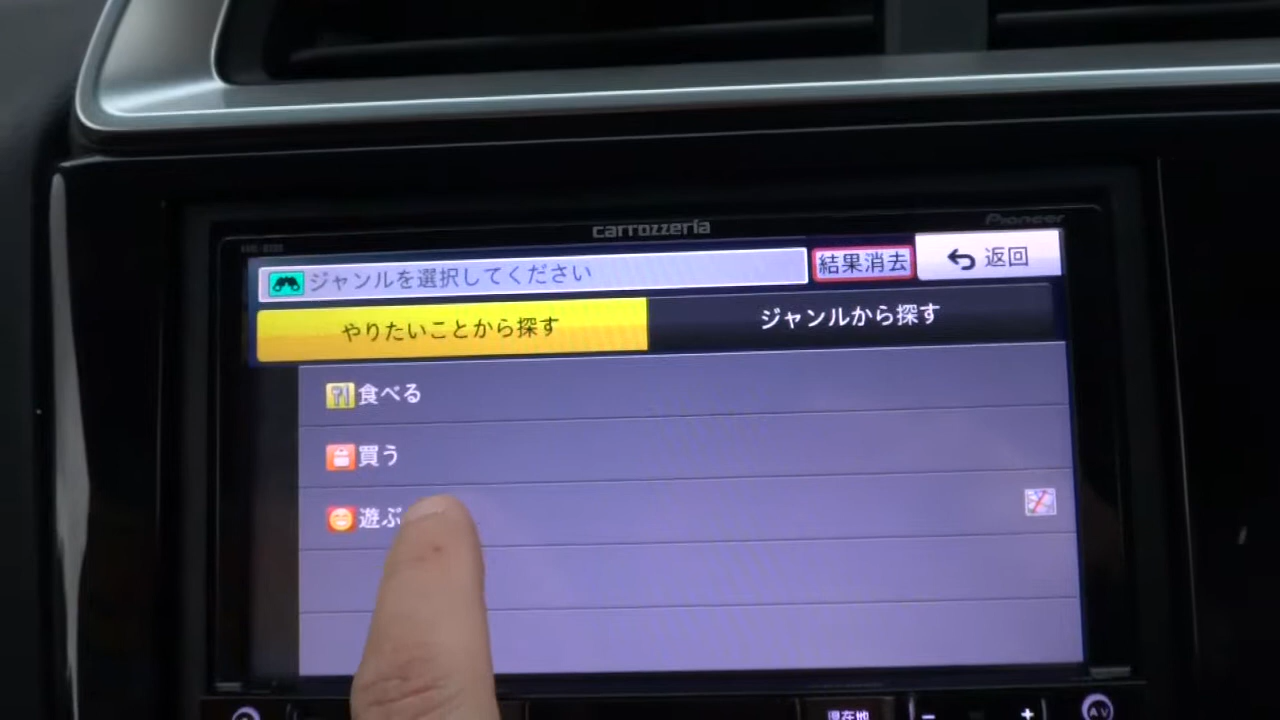 carrozzeria
Pioneer
ジャンルを選択してください
結果消去
返回
やりたいことから探す
ジャンルから探す
食べる
買う
遊ぶ
現在地
− +
AV